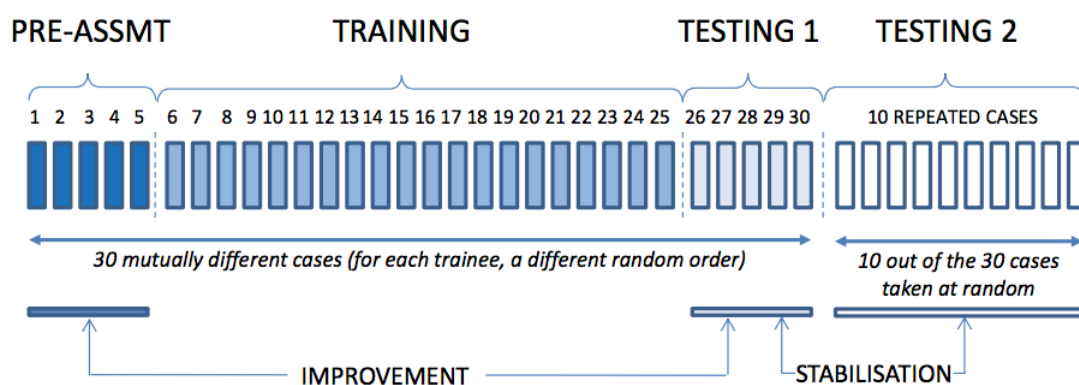 PRE-ASSMT TRAINING TESTING 1 TESTING 2
1 2 3 4 5 6 7 8 9 10 11 12 13 14 15 16 17 18 19 20 21 22 23 24 25 26 27 28 29 30 10 REPEATED CASES
30 mutually different cases (for each trainee, a different random order)
10 out of the 30 cases
taken at random
IMPROVEMENT STABILISATION